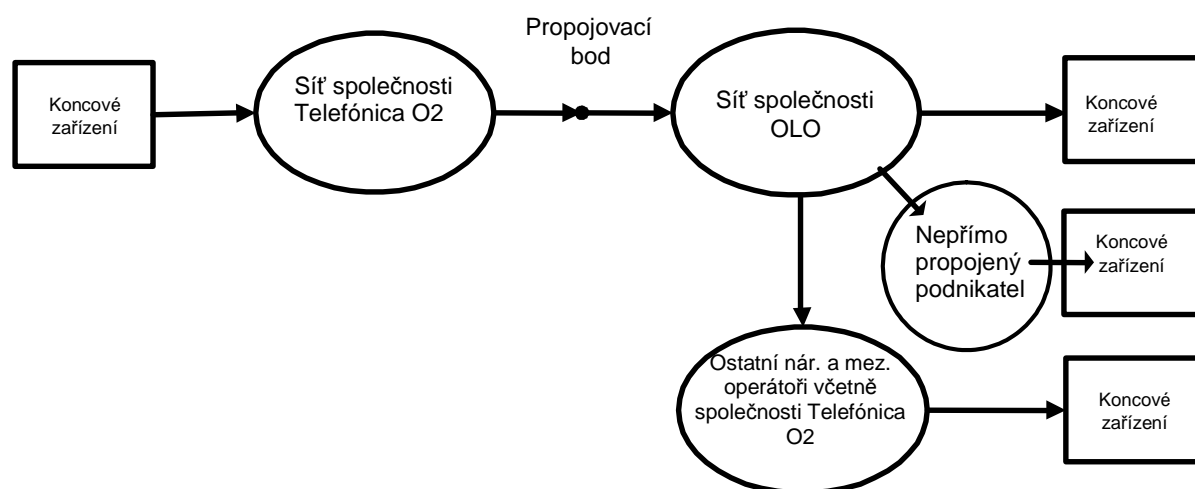 Propojovací
bod
Koncové
zařízení
Síť společnosti
Telefónica O2
Síť společnosti
OLO
Koncové
zařízení
Nepřímo
propojený
podnikatel
Koncové
zařízení
Ostatní nár. a mez.
operátoři včetně
společnosti Telefónica
O2
Koncové
zařízení